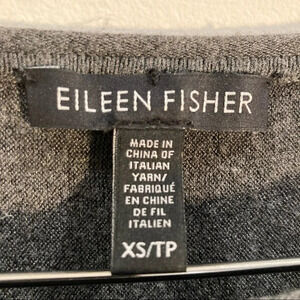 EILEEN FISHER
MADE IN
CHINA OF
ITALIAN
YARN/
FABRIQUÉ
EN CHINE
DE FIL
ITALIEN
XS/TP